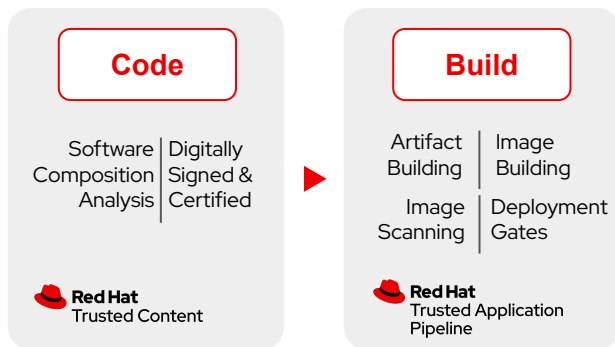 Code
Software
Composition
Analysis
Digitally
Signed &
Certified
Red Hat
Trusted Content
Build
Artifact
Building
Image
Building
Image
Scanning
Deployment
Gates
Red Hat
Trusted Application
Pipeline